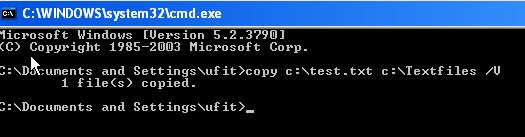 C:\WINDOWS\system32\cmd.exe
Microsoft Windows [Version 5.2.3790]
(C) Copyright 1985-2003 Microsoft Corp.
C:\Documents and Settings\ufit>copy c:\test.txt c:\Textfiles /V
1 file(s) copied.
C:\Documents and Settings\ufit>_